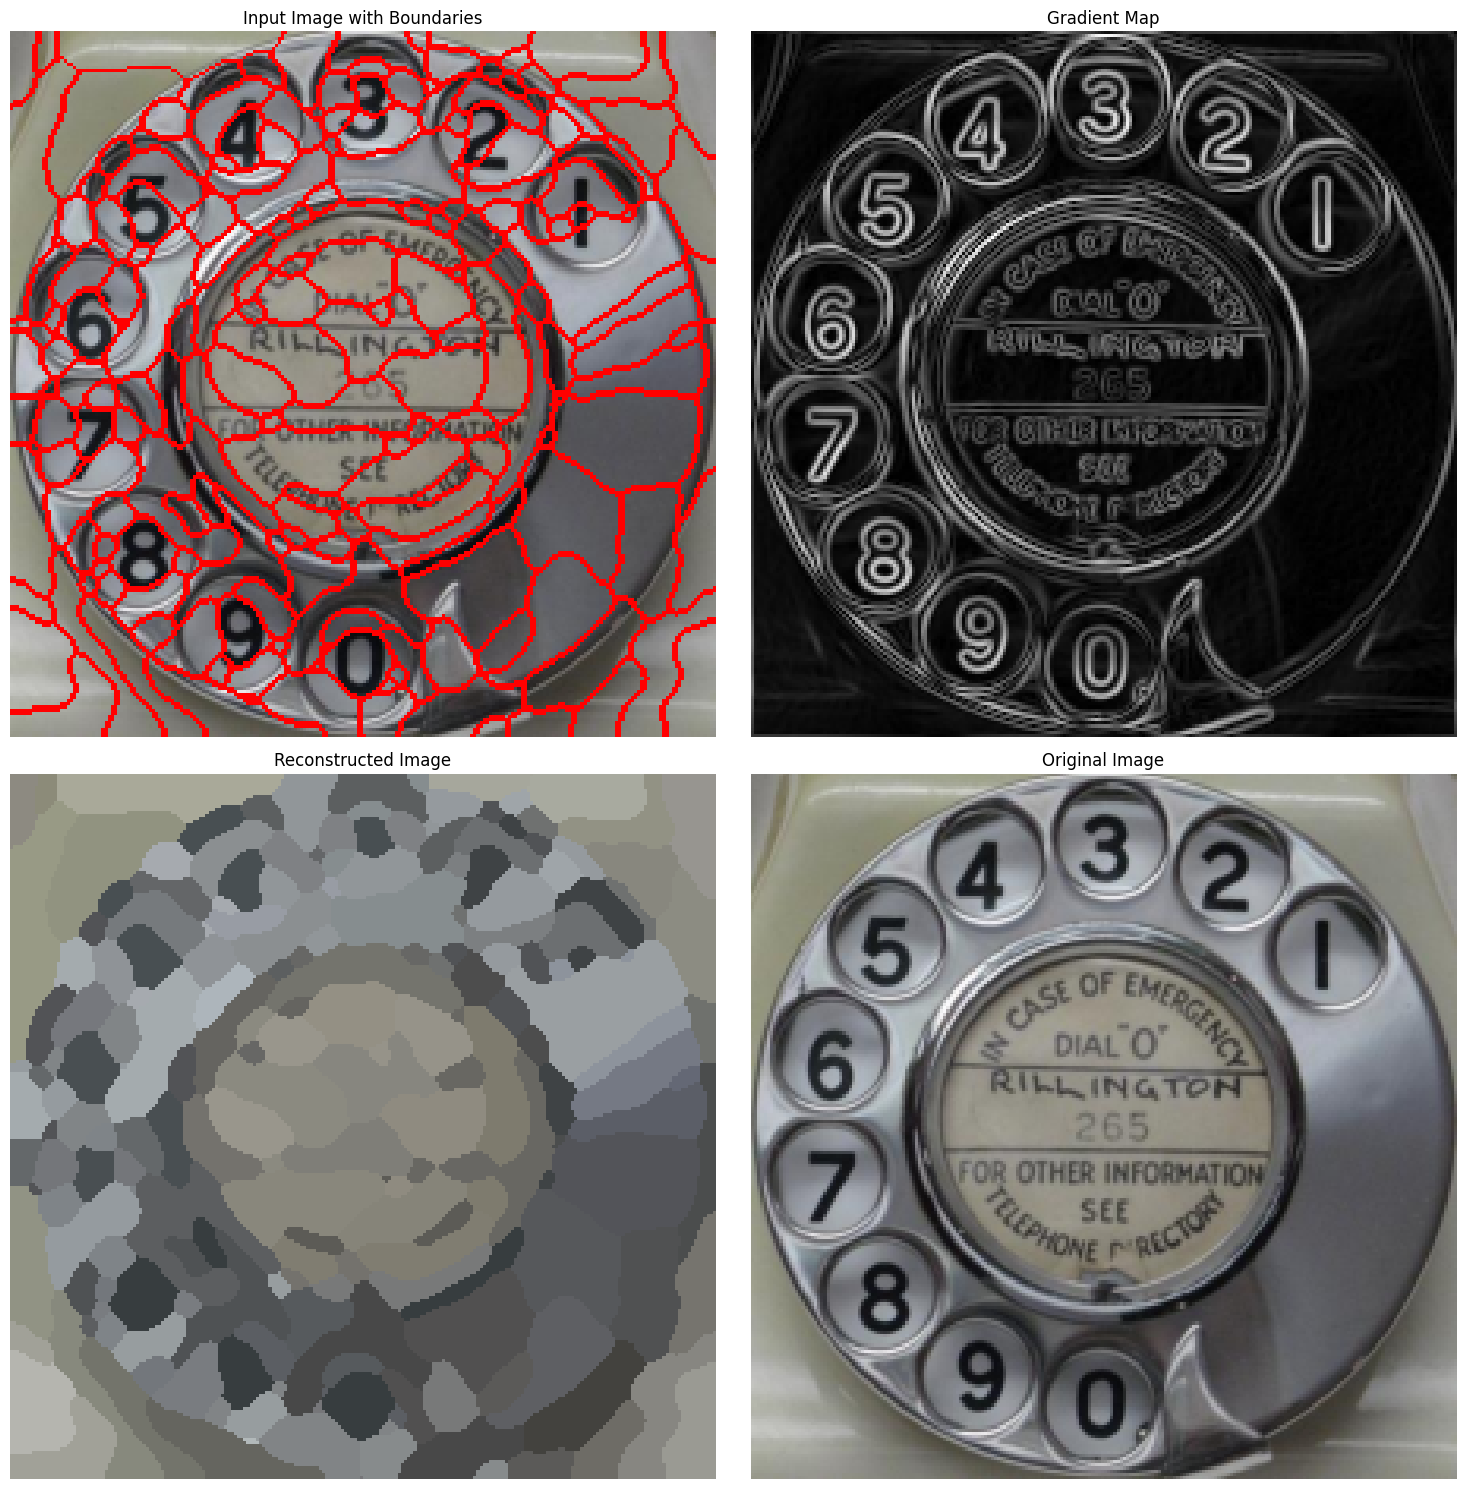 Input Image with Boundaries
Gradient Map
4
3
2
5
1
6
7
8
9
0
IN CASE OF EMERGENCY
DIAL "O"
RILLINGTON
265
FOR OTHER INFORMATION
SEE
TELEPHONE DIRECTORY
4
3
2
5
1
6
7
8
9
0
IN CASE OF EMERGENCY
DIAL "O"
RILLINGTON
265
FOR OTHER INFORMATION
SEE
TELEPHONE DIRECTORY
Reconstructed Image
Original Image
4
3
2
5
1
6
7
8
9
0
IN CASE OF EMERGENCY
DIAL "O"
RILLINGTON
265
FOR OTHER INFORMATION
SEE
TELEPHONE DIRECTORY